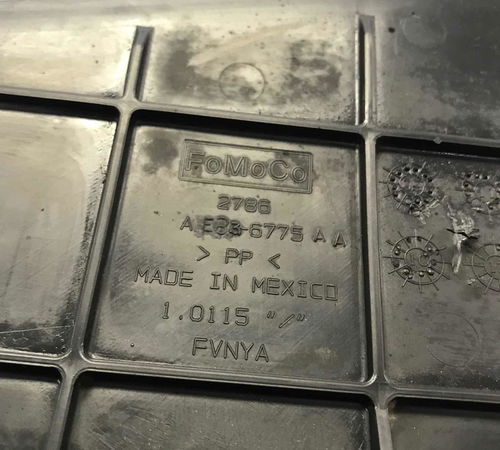 FoMoCo
2786
> PP <
MADE IN MEXICO
1.0115 "/"
FVNYA